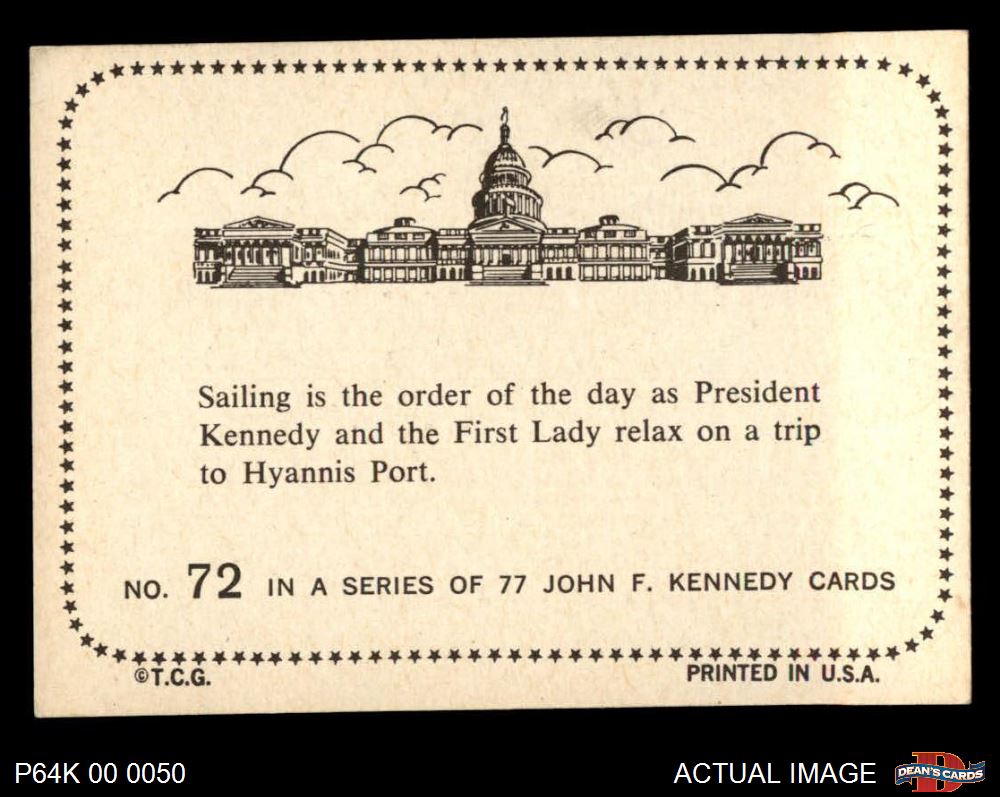 Sailing is the order of the day as President
Kennedy and the First Lady relax on a trip
to Hyannis Port.
NO. 72 IN A SERIES OF 77 JOHN F. KENNEDY CARDS
©T.C.G. PRINTED IN U.S.A.
P64K 00 0050 ACTUAL IMAGE DEAN'S CARDS